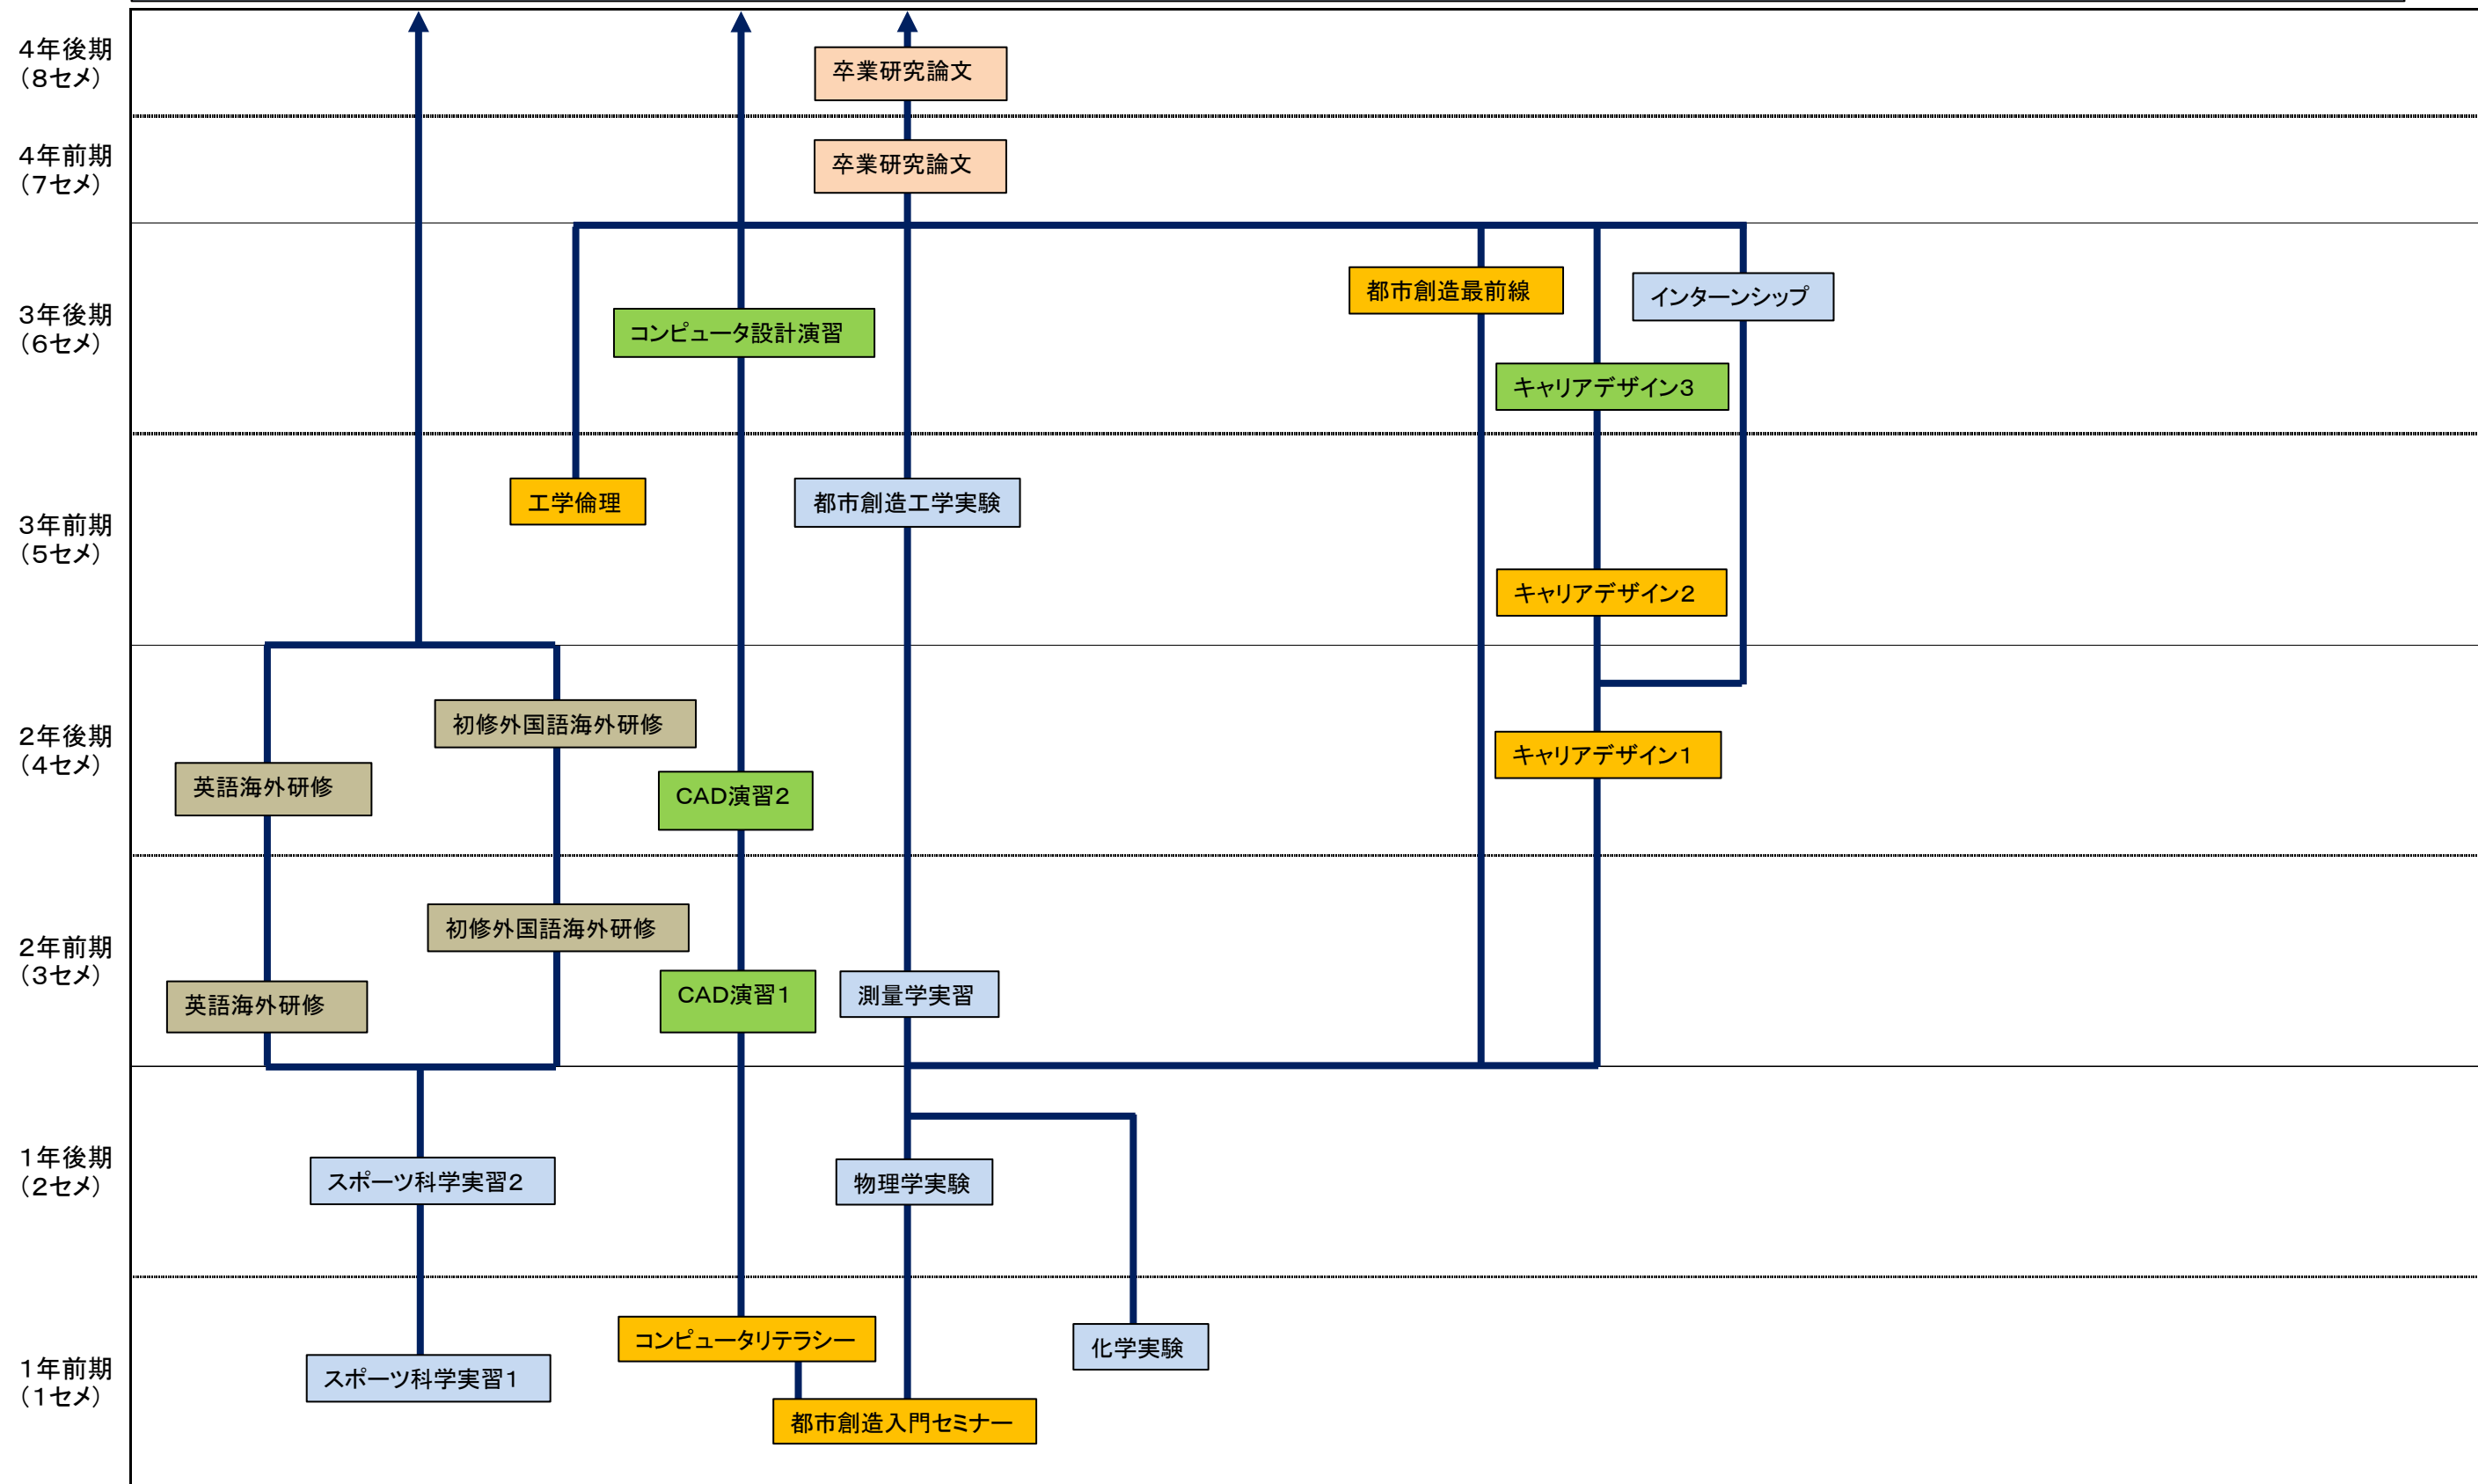 ４年後期
（８セメ）
卒業研究論文
４年前期
（７セメ）
卒業研究論文
３年後期
（６セメ）
都市創造最前線
インターンシップ
コンピュータ設計演習
キャリアデザイン３
３年前期
（５セメ）
工学倫理
都市創造工学実験
キャリアデザイン２
２年後期
（４セメ）
初修外国語海外研修
キャリアデザイン１
英語海外研修
CAD演習２
２年前期
（３セメ）
初修外国語海外研修
英語海外研修
CAD演習１
測量学実習
１年後期
（２セメ）
スポーツ科学実習２
物理学実験
１年前期
（１セメ）
コンピュータリテラシー
化学実験
スポーツ科学実習１
都市創造入門セミナー